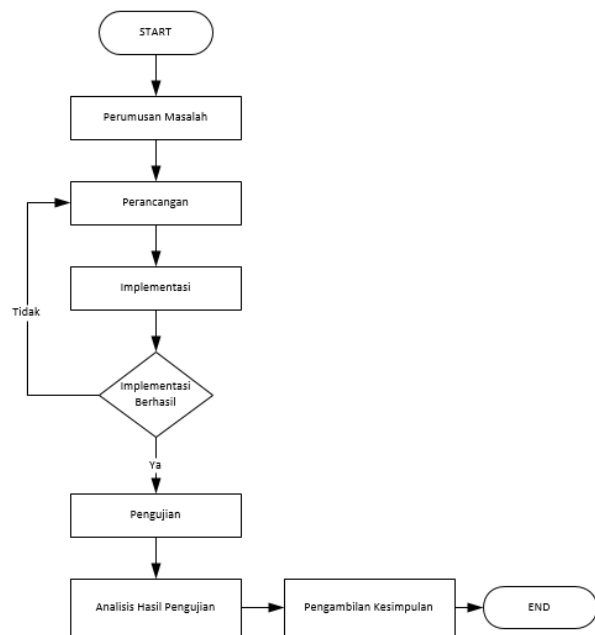 START
Perumusan Masalah
Perancangan
Implementasi
Tidak
Implementasi
Berhasil
Ya
Pengujian
Analisis Hasil Pengujian
Pengambilan Kesimpulan
END